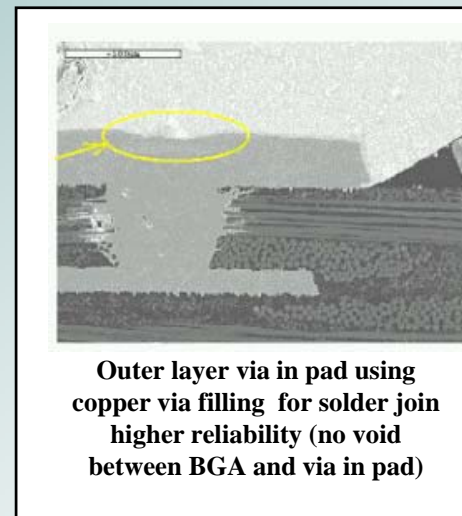 Outer layer via in pad using
copper via filling for solder join
higher reliability (no void
between BGA and via in pad)